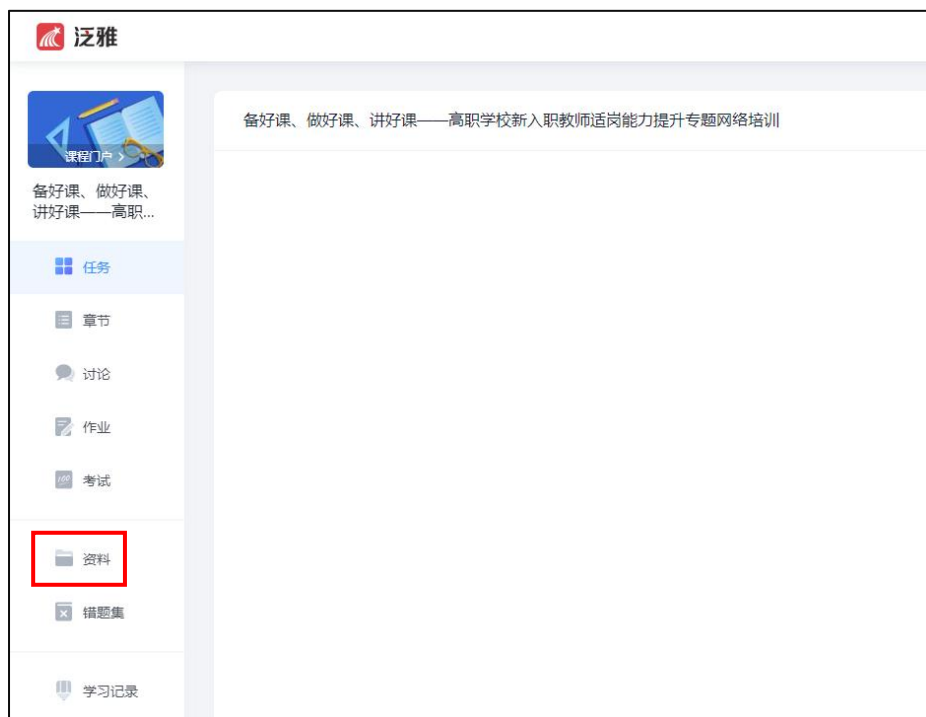 泛雅
课程门户 >
备好课、做好课、
讲好课——高职...
备好课、做好课、讲好课——高职学校新入职教师适岗能力提升专题网络培训
任务
章节
讨论
作业
考试
资料
错题集
学习记录